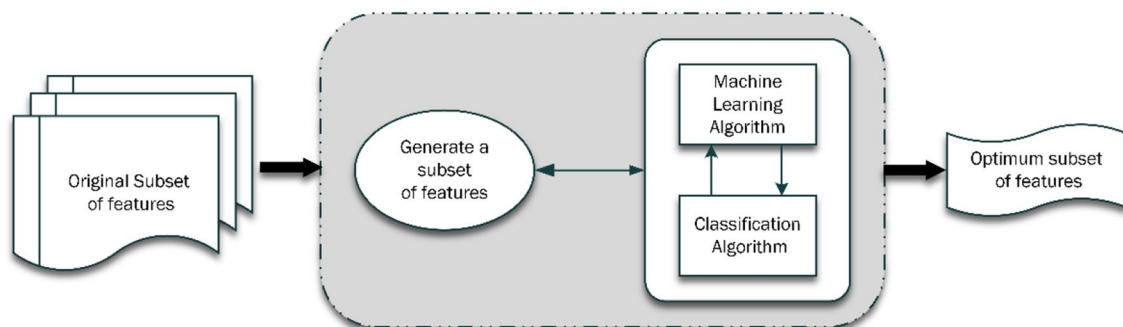 Original Subset
of features
Generate a
subset
of features
Machine
Learning
Algorithm
Classification
Algorithm
Optimum subset
of features